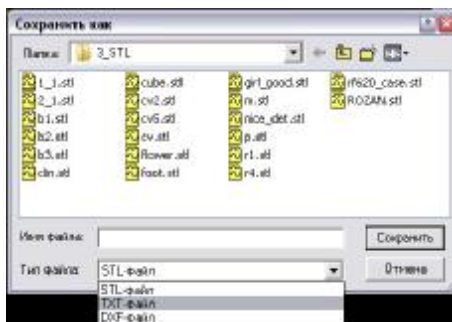 Сохранить как
Папка: 3_STL
1_1.stl cube.stl girl_good.stl rf620_case.stl
2_1.stl cv2.stl m.stl ROZAN.stl
b1.stl cv6.stl nice_det.stl
b2.stl cv.stl p.stl
b3.stl flower.stl r1.stl
clin.stl foot.stl r4.stl
Имя файла: Сохранить
Тип файла: STL-файл Отмена
STL-файл
TXT-файл
DXF-файл